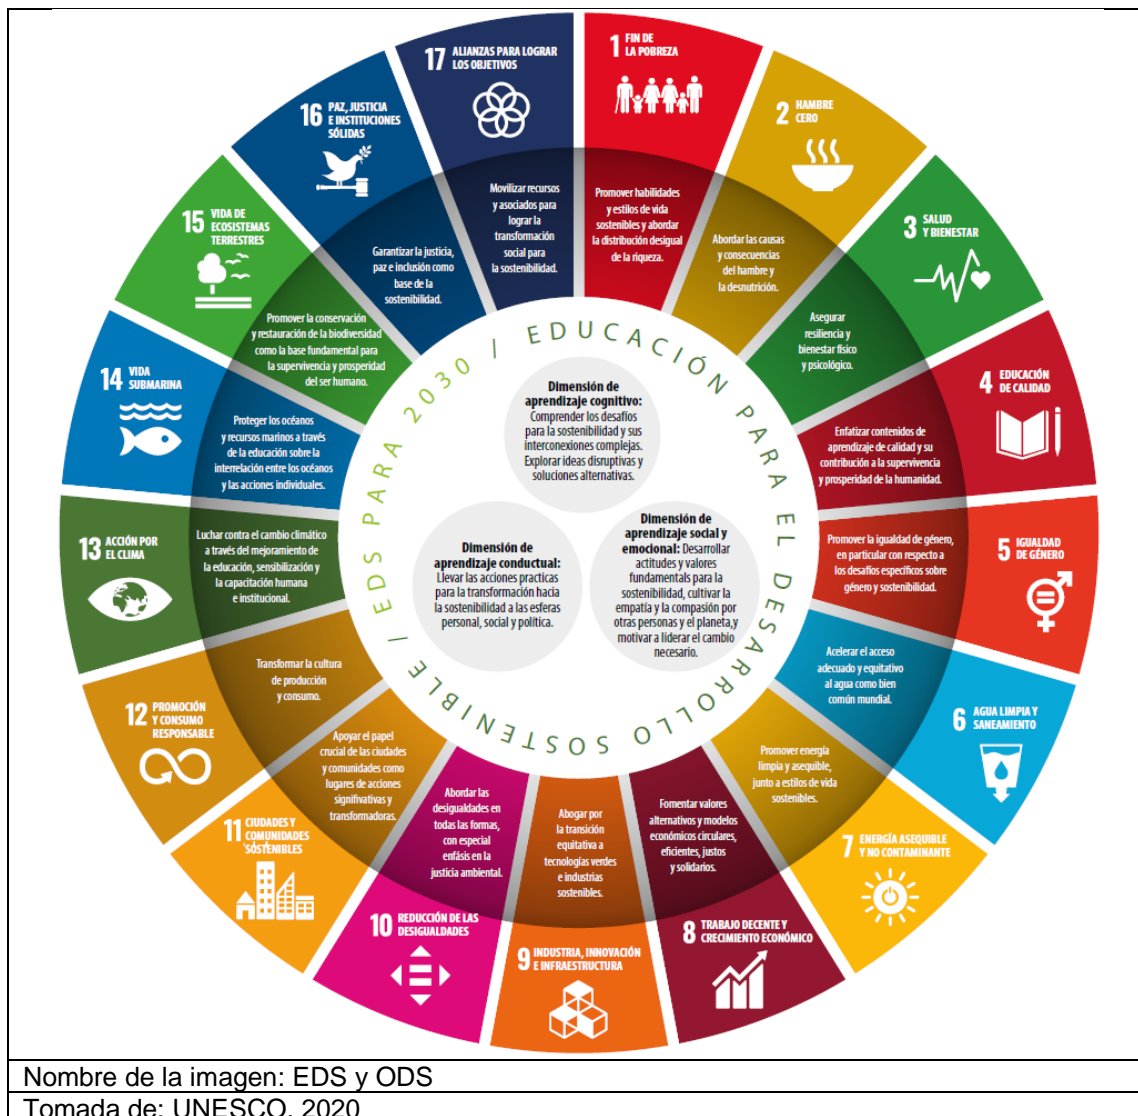 1 FIN DE
LA POBREZA
Promover habilidades
y estilos de vida
sostenibles y abordar
la distribución desigual
de la riqueza.
2 HAMBRE
CERO
Abordar las causas
y consecuencias
del hambre y
la desnutrición.
3 SALUD
Y BIENESTAR
Asegurar
resiliencia y
bienestar físico
y psicológico.
4 EDUCACIÓN
DE CALIDAD
Enfatizar contenidos de
aprendizaje de calidad y su
contribución a la supervivencia
y prosperidad de la humanidad.
5 IGUALDAD
DE GÉNERO
Promover la igualdad de género,
en particular con respecto a
los desafíos específicos sobre
género y sostenibilidad.
6 AGUA LIMPIA Y
SANEAMIENTO
Acelerar el acceso
adecuado y equitativo
al agua como bien
común mundial.
7 ENERGÍA ASEQUIBLE
Y NO CONTAMINANTE
Promover energía
limpia y asequible,
junto a estilos de vida
sostenibles.
8 TRABAJO DECENTE Y
CRECIMIENTO ECONÓMICO
Fomentar valores
alternativos y modelos
económicos circulares,
eficientes, justos
y solidarios.
9 INDUSTRIA, INNOVACIÓN
E INFRAESTRUCTURA
Abogar por
la transición
equitativa a
tecnologías verdes
e industrias
sostenibles.
10 REDUCCIÓN DE LAS
DESIGUALDADES
Abordar las
desigualdades en
todas las formas,
con especial
enfásis en la
justicia ambiental.
11 CIUDADES Y
COMUNIDADES
SOSTENIBLES
Apoyar el papel
crucial de las ciudades
y comunidades como
lugares de acciones
signifivativas y
transformadoras.
12 PROMOCIÓN
Y CONSUMO
RESPONSABLE
Transformar la cultura
de producción
y consumo.
13 ACCIÓN POR
EL CLIMA
Luchar contra el cambio climático
a través del mejoramiento de
la educación, sensibilización y
la capacitación humana
e institucional.
14 VIDA
SUBMARINA
Proteger los océanos
y recursos marinos a través
de la educación sobre la
interrelación entre los océanos
y las acciones individuales.
15 VIDA DE
ECOSISTEMAS
TERRESTRES
Promover la conservación
y restauración de la biodiversidad
como la base fundamental para
la supervivencia y prosperidad
del ser humano.
16 PAZ, JUSTICIA
E INSTITUCIONES
SÓLIDAS
Garantizar la justicia,
paz e inclusión como
base de la
sostenibilidad.
17 ALIANZAS PARA LOGRAR
LOS OBJETIVOS
Movilizar recursos
y asociados para
lograr la
transformación
social para
la sostenibilidad.
/ EDUCACIÓN PARA EL DESARROLLO SOSTENIBLE / EDS PARA 2030
Dimensión de
aprendizaje cognitivo:
Comprender los desafíos
para la sostenibilidad y sus
interconexiones complejas.
Explorar ideas disruptivas y
soluciones alternativas.
Dimensión de
aprendizaje conductual:
Llevar las acciones practicas
para la transformación hacia
la sostenibilidad a las esferas
personal, social y política.
Dimensión de
aprendizaje social y
emocional: Desarrollar
actitudes y valores
fundamentals para la
sostenibilidad, cultivar la
empatía y la compasión por
otras personas y el planeta,y
motivar a liderar el cambio
necesario.
Nombre de la imagen: EDS y ODS
Tomada de: UNESCO, 2020